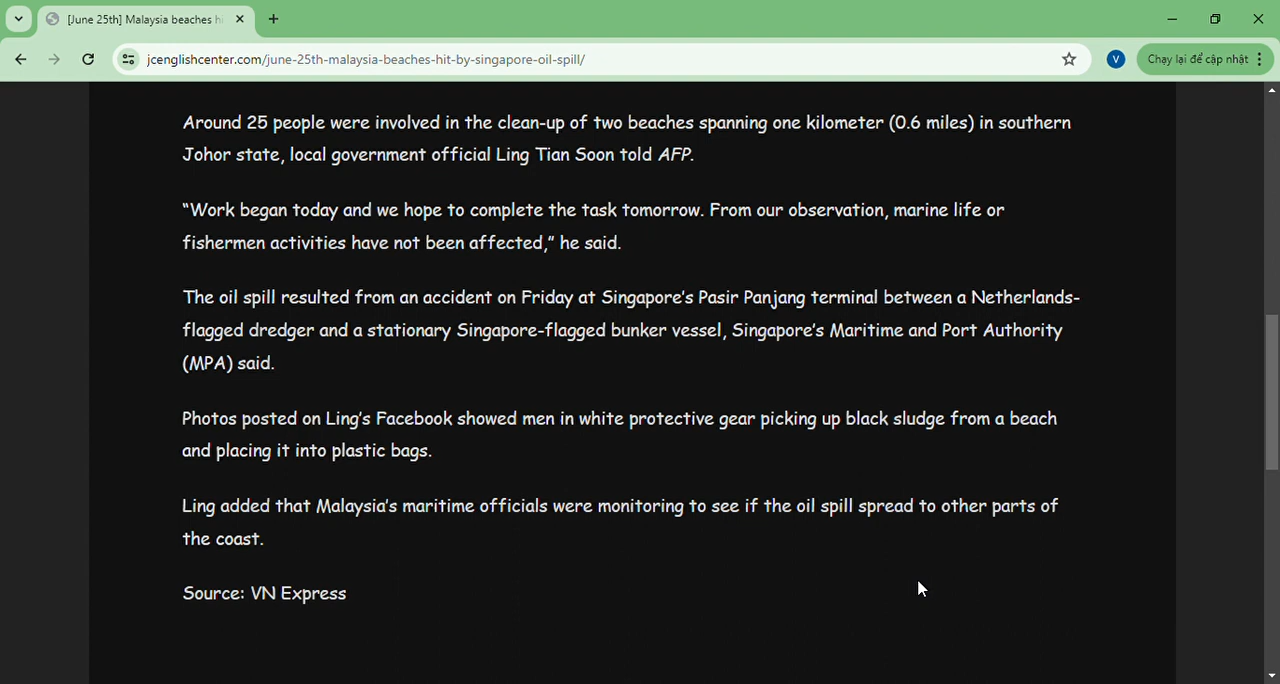 [June 25th] Malaysia beaches hi
jcenglishcenter.com/june-25th-malaysia-beaches-hit-by-singapore-oil-spill/
V
Chạy lại để cập nhật
Around 25 people were involved in the clean-up of two beaches spanning one kilometer (0.6 miles) in southern
Johor state, local government official Ling Tian Soon told AFP.
“Work began today and we hope to complete the task tomorrow. From our observation, marine life or
fishermen activities have not been affected,” he said.
The oil spill resulted from an accident on Friday at Singapore’s Pasir Panjang terminal between a Netherlands-
flagged dredger and a stationary Singapore-flagged bunker vessel, Singapore’s Maritime and Port Authority
(MPA) said.
Photos posted on Ling’s Facebook showed men in white protective gear picking up black sludge from a beach
and placing it into plastic bags.
Ling added that Malaysia’s maritime officials were monitoring to see if the oil spill spread to other parts of
the coast.
Source: VN Express